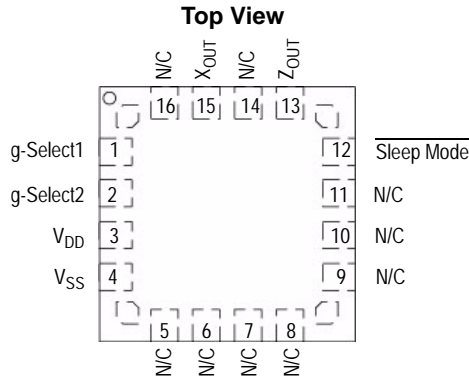 Top View
N/C XOUT N/C ZOUT
16 15 14 13
g-Select1 1 12 Sleep Mode
g-Select2 2 11 N/C
VDD 3 10 N/C
VSS 4 9 N/C
5 6 7 8
N/C N/C N/C N/C